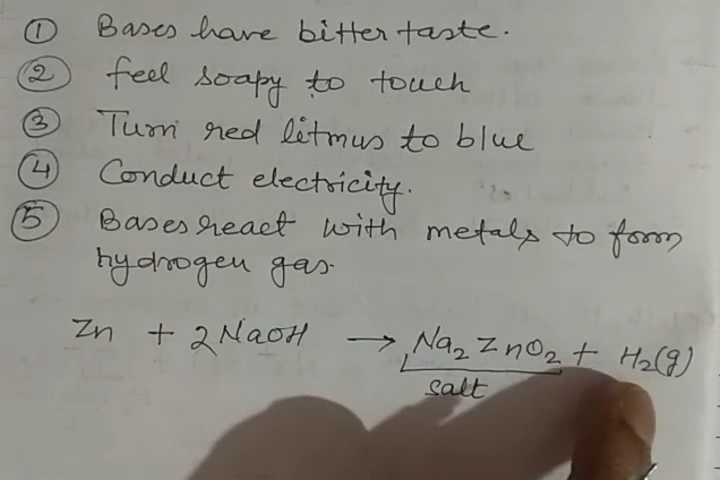 ① Bases have bitter taste.
② feel soapy to touch
③ Turn red litmus to blue
④ Conduct electricity.
⑤ Bases react with metals to form
hydrogen gas.
Zn + 2NaOH → Na₂ZnO₂ + H₂(g)
salt